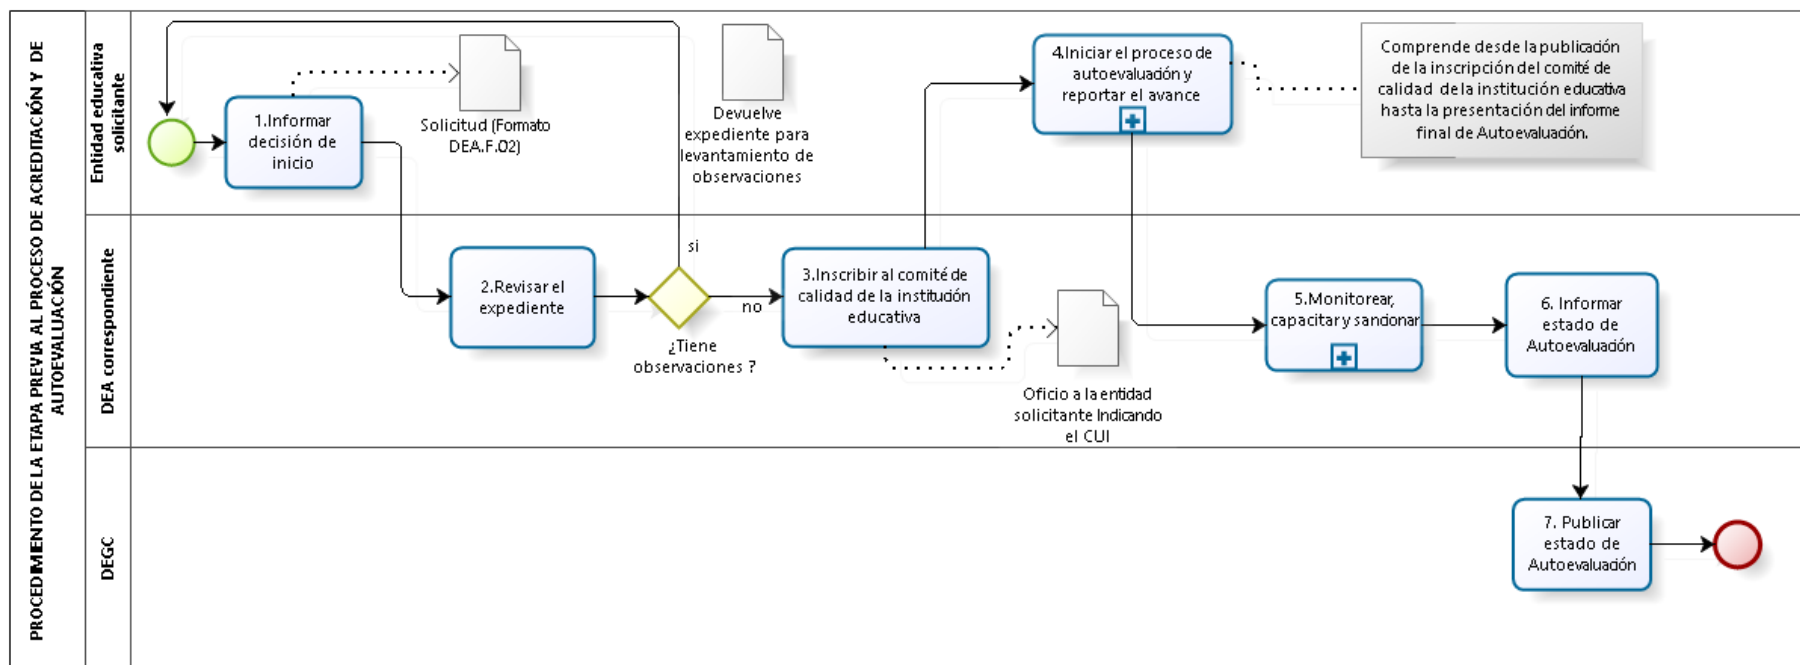 PROCEDIMIENTO DE LA ETAPA PREVIA AL PROCESO DE ACREDITACIÓN Y DE
AUTOEVALUACIÓN
Entidad educativa
solicitante
1.Informar
decisión de
inicio
Solicitud (Formato
DEA.F.02)
Devuelve
expediente para
levantamiento de
observaciones
4.Iniciar el proceso de
autoevaluación y
reportar el avance
Comprende desde la publicación
de la inscripción del comité de
calidad de la institución educativa
hasta la presentación del informe
final de Autoevaluación.
DEA correspondiente
2.Revisar el
expediente
si
no
¿Tiene
observaciones ?
3.Inscribir al comité de
calidad de la institución
educativa
Oficio a la entidad
solicitante Indicando
el CUI
5.Monitorear,
capacitar y sancionar
6. Informar
estado de
Autoevaluación
DEGC
7. Publicar
estado de
Autoevaluación